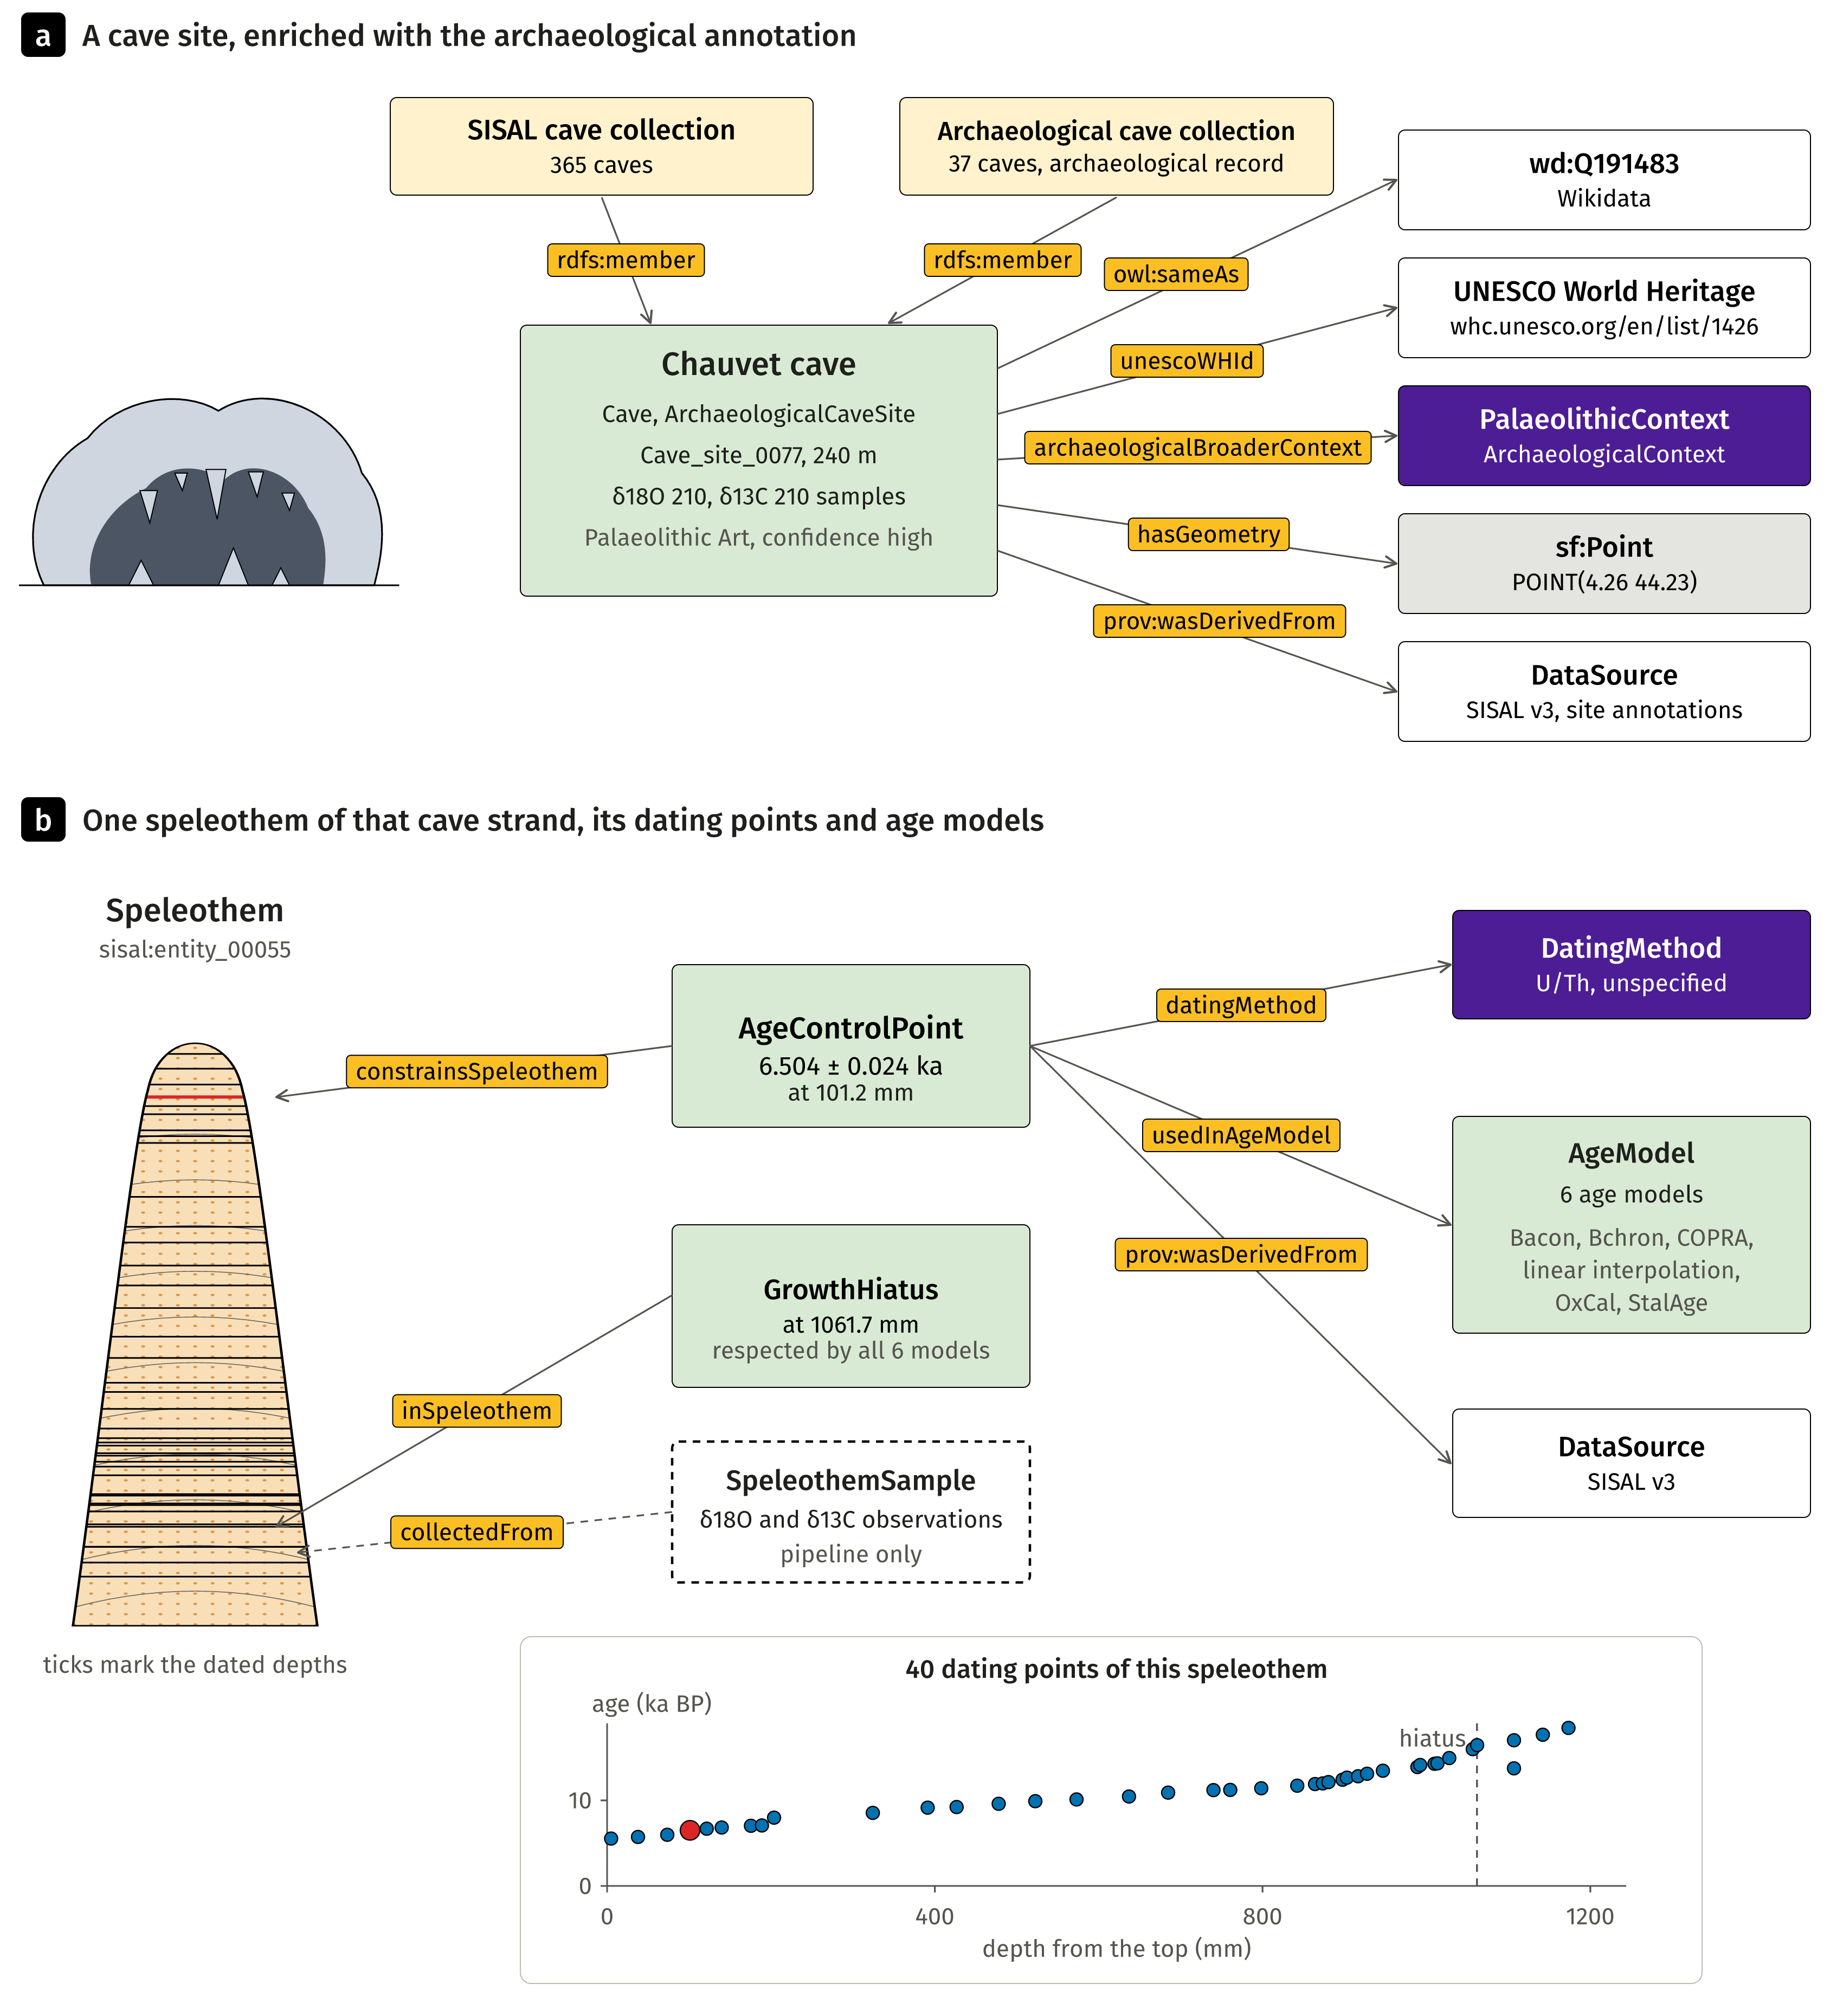 a
A cave site, enriched with the archaeological annotation
SISAL cave collection
365 caves
Archaeological cave collection
37 caves, archaeological record
wd:Q191483
Wikidata
rdfs:member
rdfs:member
owl:sameAs
UNESCO World Heritage
whc.unesco.org/en/list/1426
unescoWHId
Chauvet cave
Cave, ArchaeologicalCaveSite
Cave_site_0077, 240 m
δ18O 210, δ13C 210 samples
Palaeolithic Art, confidence high
archaeologicalBroaderContext
PalaeolithicContext
ArchaeologicalContext
hasGeometry
sf:Point
POINT(4.26 44.23)
prov:wasDerivedFrom
DataSource
SISAL v3, site annotations
b
One speleothem of that cave strand, its dating points and age models
Speleothem
sisal:entity_00055
constrainsSpeleothem
AgeControlPoint
6.504 ± 0.024 ka
at 101.2 mm
datingMethod
DatingMethod
U/Th, unspecified
usedInAgeModel
AgeModel
6 age models
Bacon, Bchron, COPRA,
linear interpolation,
OxCal, StalAge
prov:wasDerivedFrom
GrowthHiatus
at 1061.7 mm
respected by all 6 models
inSpeleothem
SpeleothemSample
δ18O and δ13C observations
pipeline only
collectedFrom
DataSource
SISAL v3
ticks mark the dated depths
40 dating points of this speleothem
age (ka BP)
hiatus
10
0
0
400
800
1200
depth from the top (mm)